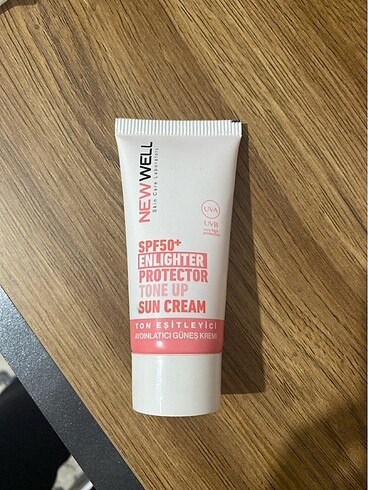 NEWWELL
Skin Care Laboratory
UVA
UVB
SPF50+
ENLIGHTER
PROTECTOR
TONE UP
SUN CREAM
TON EŞİTLEYİCİ
AYDINLATICI GÜNEŞ KREMİ